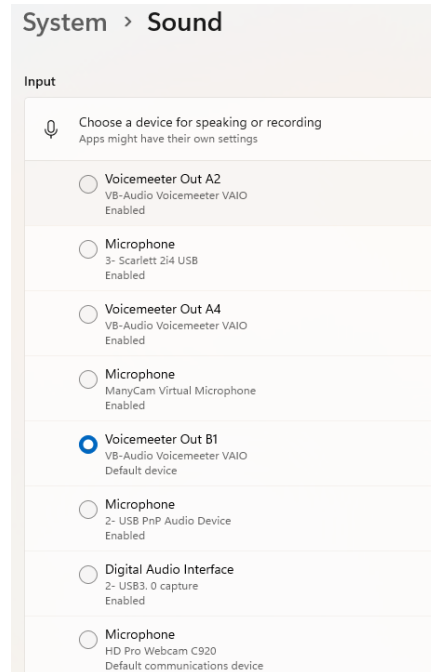 System > Sound
Input
Choose a device for speaking or recording
Apps might have their own settings
Voicemeeter Out A2
VB-Audio Voicemeeter VAIO
Enabled
Microphone
3- Scarlett 2i4 USB
Enabled
Voicemeeter Out A4
VB-Audio Voicemeeter VAIO
Enabled
Microphone
ManyCam Virtual Microphone
Enabled
Voicemeeter Out B1
VB-Audio Voicemeeter VAIO
Default device
Microphone
2- USB PnP Audio Device
Enabled
Digital Audio Interface
2- USB3. 0 capture
Enabled
Microphone
HD Pro Webcam C920
Default communications device